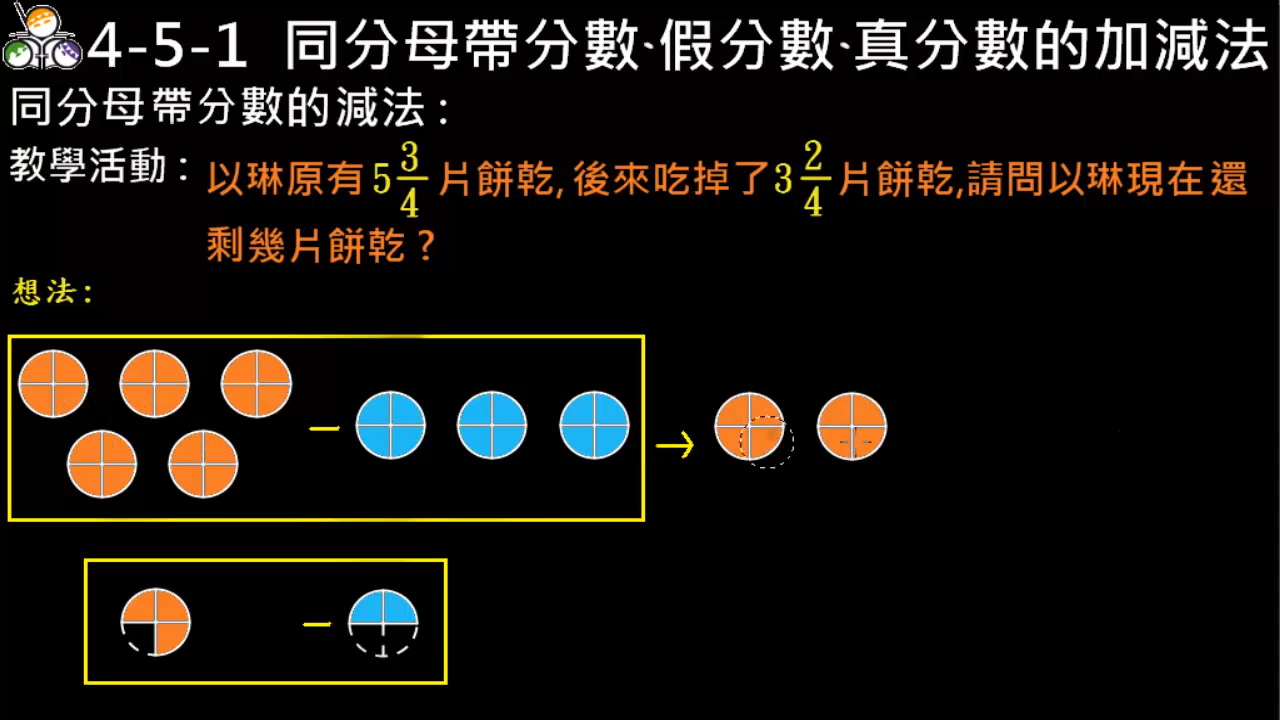 4-5-1 同分母帶分數、假分數、真分數的加減法
同分母帶分數的減法:
教學活動: 以琳原有5 3/4 片餅乾, 後來吃掉了3 2/4 片餅乾,請問以琳現在還
剩幾片餅乾?
想法:
− →
−